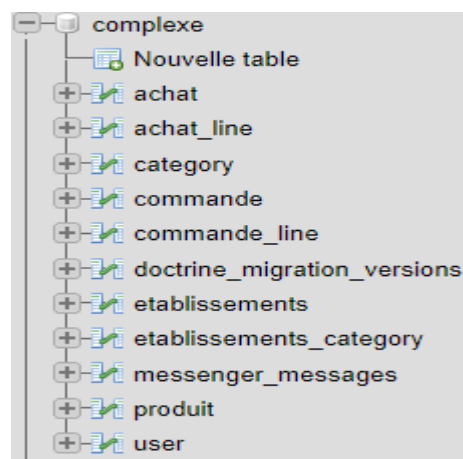 complexe
Nouvelle table
achat
achat_line
category
commande
commande_line
doctrine_migration_versions
etablissements
etablissements_category
messenger_messages
produit
user